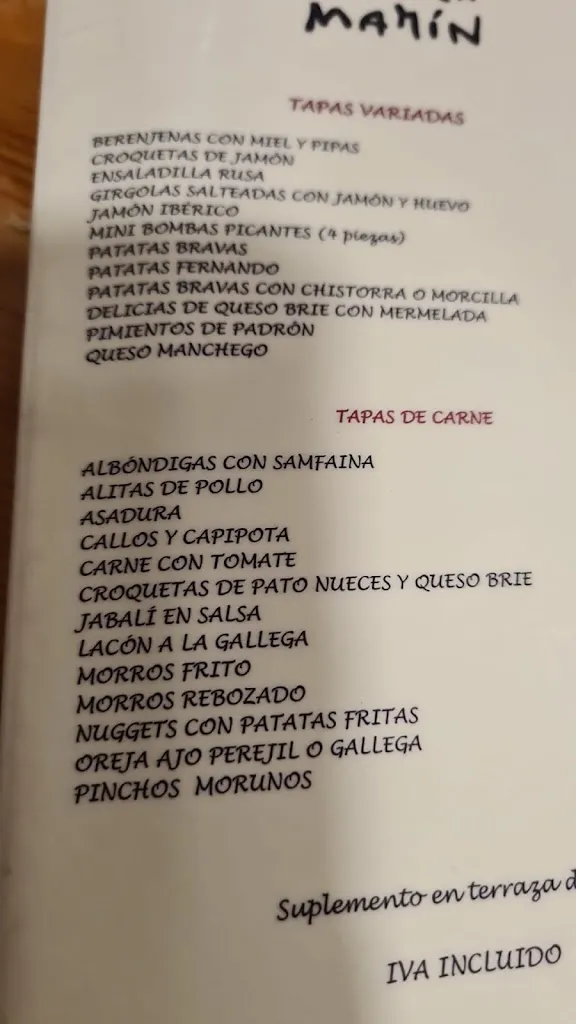 MARÍN
TAPAS VARIADAS
BERENJENAS CON MIEL Y PIPAS
CROQUETAS DE JAMÓN
ENSALADILLA RUSA
GIRGOLAS SALTEADAS CON JAMÓN Y HUEVO
JAMÓN IBÉRICO
MINI BOMBAS PICANTES (4 piezas)
PATATAS BRAVAS
PATATAS FERNANDO
PATATAS BRAVAS CON CHISTORRA O MORCILLA
DELICIAS DE QUESO BRIE CON MERMELADA
PIMIENTOS DE PADRÓN
QUESO MANCHEGO
TAPAS DE CARNE
ALBÓNDIGAS CON SAMFAINA
ALITAS DE POLLO
ASADURA
CALLOS Y CAPIPOTA
CARNE CON TOMATE
CROQUETAS DE PATO NUECES Y QUESO BRIE
JABALÍ EN SALSA
LACÓN A LA GALLEGA
MORROS FRITO
MORROS REBOZADO
NUGGETS CON PATATAS FRITAS
OREJA AJO PEREJIL O GALLEGA
PINCHOS MORUNOS
Suplemento en terraza
IVA INCLUIDO